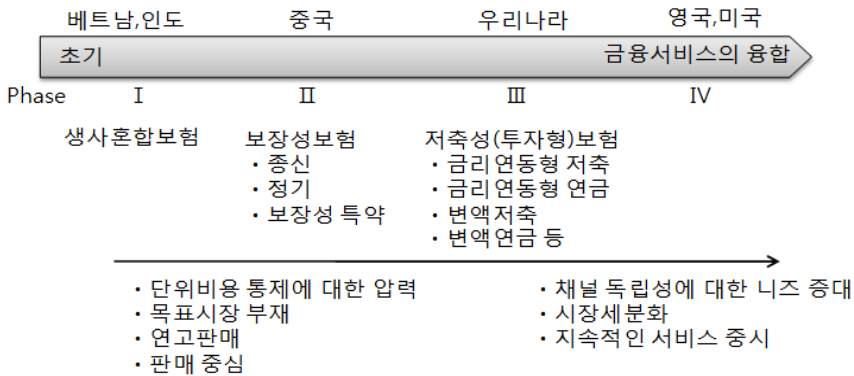 베트남,인도 중국 우리나라 영국,미국
초기 금융서비스의 융합
Phase Ⅰ Ⅱ Ⅲ Ⅳ
생사혼합보험 보장성보험 저축성(투자형)보험
・종신 ・금리연동형 저축
・정기 ・금리연동형 연금
・보장성 특약 ・변액저축
・변액연금 등
・단위비용 통제에 대한 압력 ・채널 독립성에 대한 니즈 증대
・목표시장 부재 ・시장세분화
・연고판매 ・지속적인 서비스 중시
・판매 중심